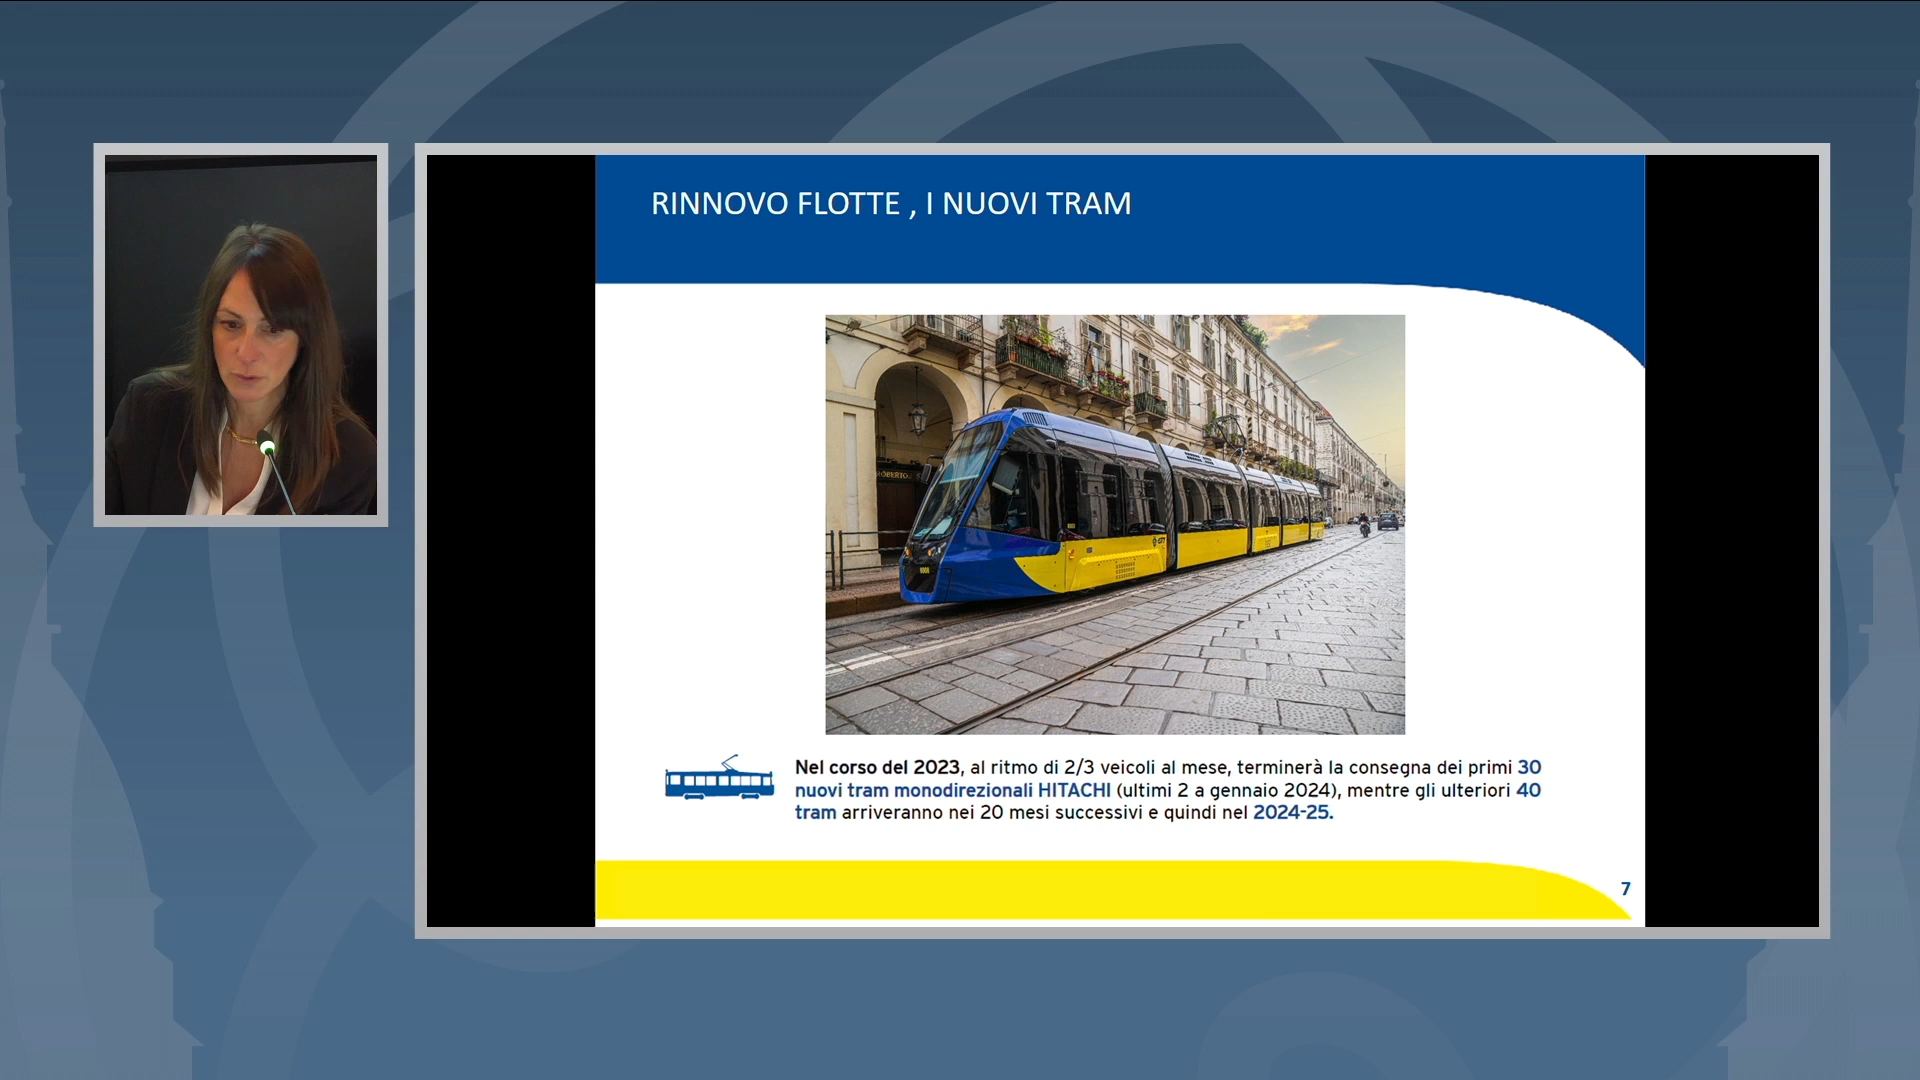 RINNOVO FLOTTE , I NUOVI TRAM
ROBERTO
Nel corso del 2023, al ritmo di 2/3 veicoli al mese, terminerà la consegna dei primi 30
nuovi tram monodirezionali HITACHI (ultimi 2 a gennaio 2024), mentre gli ulteriori 40
tram arriveranno nei 20 mesi successivi e quindi nel 2024-25.
7